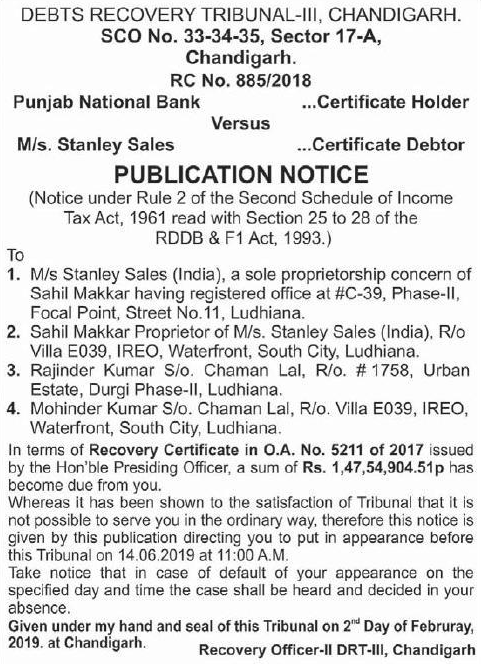 DEBTS RECOVERY TRIBUNAL-III, CHANDIGARH.
SCO No. 33-34-35, Sector 17-A,
Chandigarh.
RC No. 885/2018
Punjab National Bank ...Certificate Holder
Versus
M/s. Stanley Sales ...Certificate Debtor
PUBLICATION NOTICE
(Notice under Rule 2 of the Second Schedule of Income
Tax Act, 1961 read with Section 25 to 28 of the
RDDB & F1 Act, 1993.)
To
1. M/s Stanley Sales (India), a sole proprietorship concern of
Sahil Makkar having registered office at #C-39, Phase-II,
Focal Point, Street No.11, Ludhiana.
2. Sahil Makkar Proprietor of M/s. Stanley Sales (India), R/o
Villa E039, IREO, Waterfront, South City, Ludhiana.
3. Rajinder Kumar S/o. Chaman Lal, R/o. # 1758, Urban
Estate, Durgi Phase-II, Ludhiana.
4. Mohinder Kumar S/o. Chaman Lal, R/o. Villa E039, IREO,
Waterfront, South City, Ludhiana.
In terms of Recovery Certificate in O.A. No. 5211 of 2017 issued
by the Hon'ble Presiding Officer, a sum of Rs. 1,47,54,904.51p has
become due from you.
Whereas it has been shown to the satisfaction of Tribunal that it is
not possible to serve you in the ordinary way, therefore this notice is
given by this publication directing you to put in appearance before
this Tribunal on 14.06.2019 at 11:00 A.M.
Take notice that in case of default of your appearance on the
specified day and time the case shall be heard and decided in your
absence.
Given under my hand and seal of this Tribunal on 2nd Day of Februray,
2019. at Chandigarh.
Recovery Officer-II DRT-III, Chandigarh